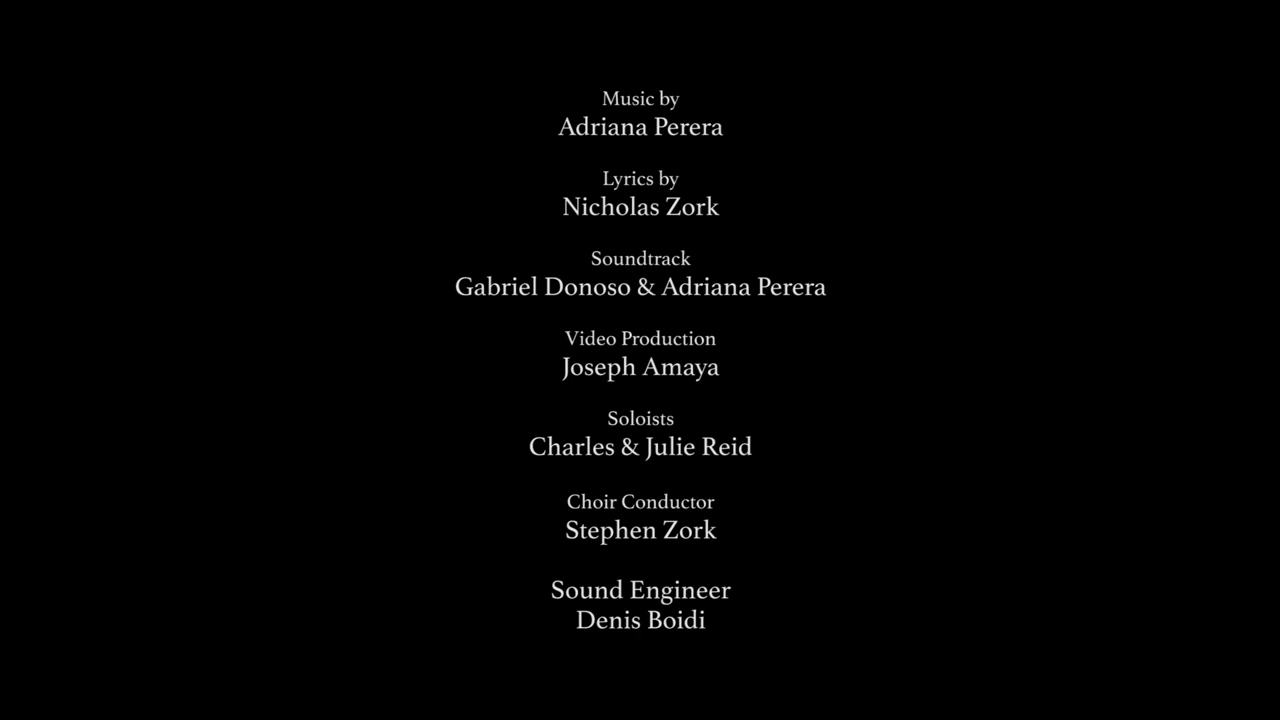 Music by
Adriana Perera
Lyrics by
Nicholas Zork
Soundtrack
Gabriel Donoso & Adriana Perera
Video Production
Joseph Amaya
Soloists
Charles & Julie Reid
Choir Conductor
Stephen Zork
Sound Engineer
Denis Boidi